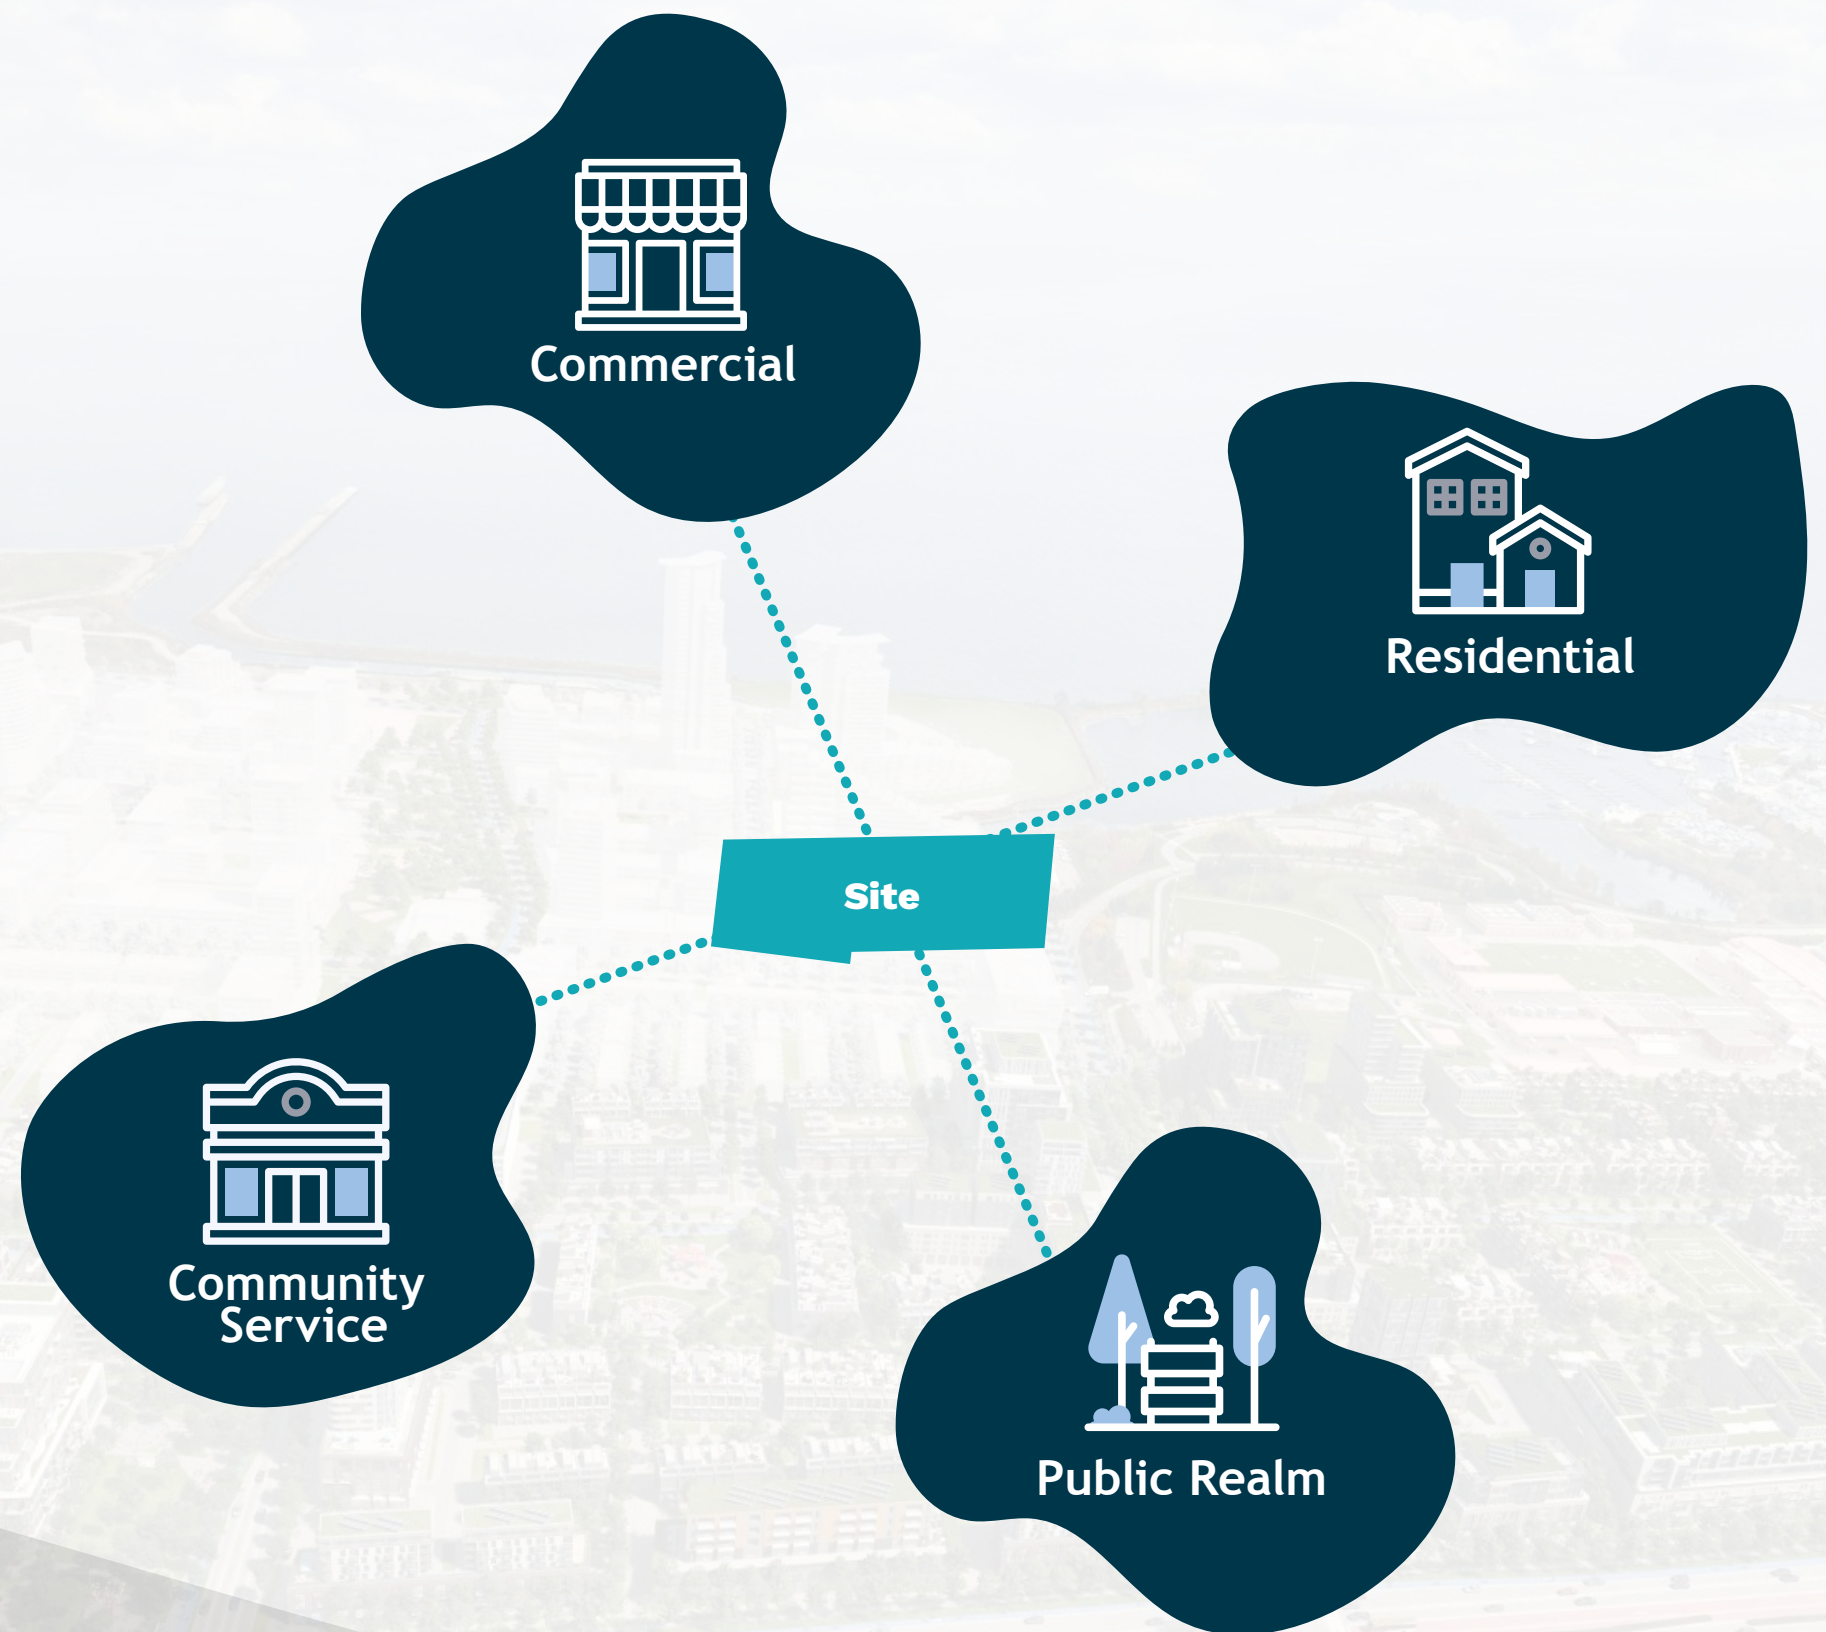 Commercial
Residential
Site
Community
Service
Public Realm